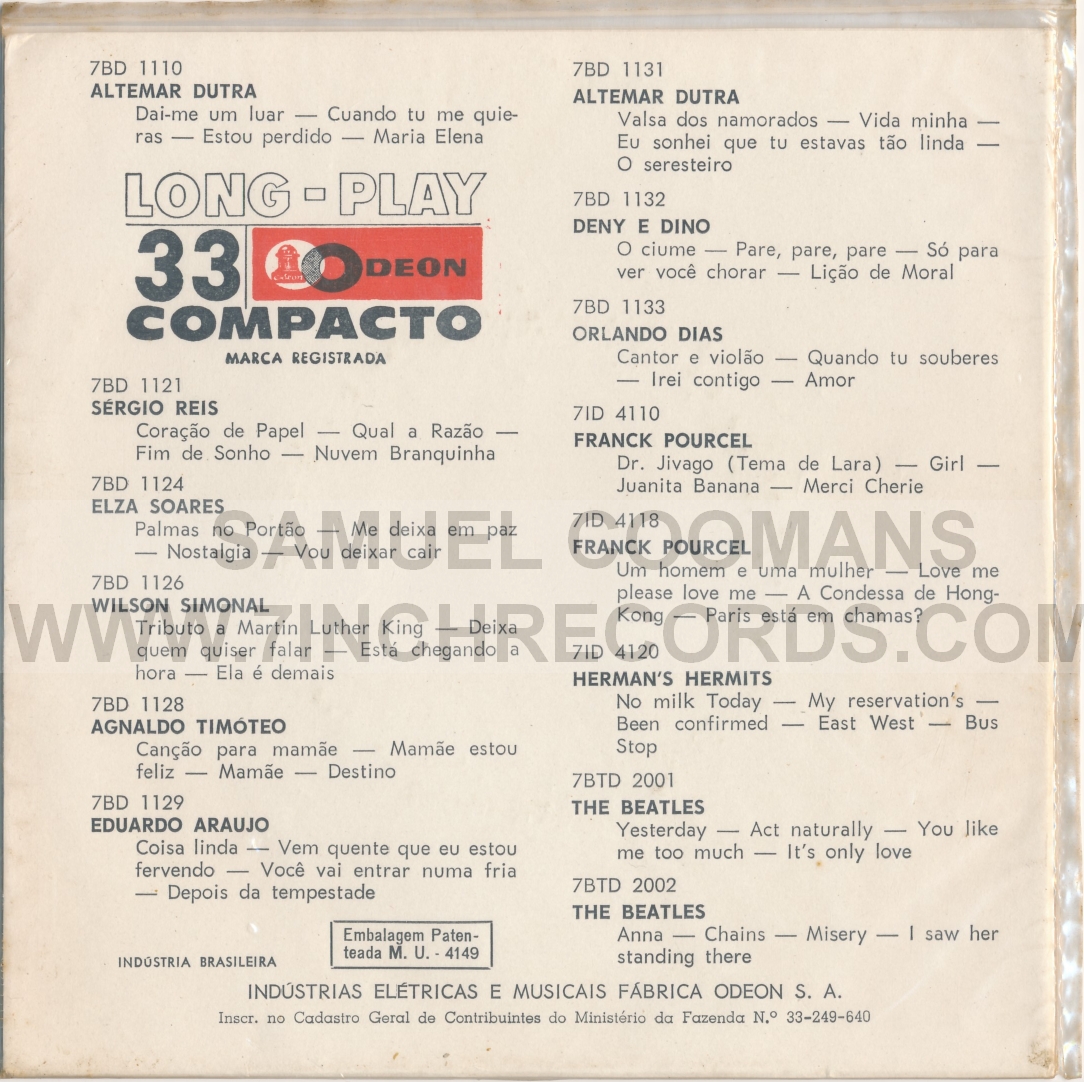 7BD 1110
ALTEMAR DUTRA
Dai-me um luar — Cuando tu me quie-
ras — Estou perdido — Maria Elena
LONG-PLAY
33 ODEON
Odeon
COMPACTO
MARCA REGISTRADA
7BD 1121
SÉRGIO REIS
Coração de Papel — Qual a Razão —
Fim de Sonho — Nuvem Branquinha
7BD 1124
ELZA SOARES
Palmas no Portão — Me deixa em paz
— Nostalgia — Vou deixar cair
7BD 1126
WILSON SIMONAL
Tributo a Martin Luther King — Deixa
quem quiser falar — Está chegando a
hora — Ela é demais
7BD 1128
AGNALDO TIMÓTEO
Canção para mamãe — Mamãe estou
feliz — Mamãe — Destino
7BD 1129
EDUARDO ARAUJO
Coisa linda — Vem quente que eu estou
fervendo — Você vai entrar numa fria
— Depois da tempestade
7BD 1131
ALTEMAR DUTRA
Valsa dos namorados — Vida minha —
Eu sonhei que tu estavas tão linda —
O seresteiro
7BD 1132
DENY E DINO
O ciume — Pare, pare, pare — Só para
ver você chorar — Lição de Moral
7BD 1133
ORLANDO DIAS
Cantor e violão — Quando tu souberes
— Irei contigo — Amor
7ID 4110
FRANCK POURCEL
Dr. Jivago (Tema de Lara) — Girl —
Juanita Banana — Merci Cherie
7ID 4118
FRANCK POURCEL
Um homem e uma mulher — Love me
please love me — A Condessa de Hong-
Kong — Paris está em chamas?
7ID 4120
HERMAN'S HERMITS
No milk Today — My reservation's —
Been confirmed — East West — Bus
Stop
7BTD 2001
THE BEATLES
Yesterday — Act naturally — You like
me too much — It's only love
7BTD 2002
THE BEATLES
Anna — Chains — Misery — I saw her
standing there
INDÚSTRIA BRASILEIRA
Embalagem Paten-
teada M. U. - 4149
INDÚSTRIAS ELÉTRICAS E MUSICAIS FÁBRICA ODEON S. A.
Inscr. no Cadastro Geral de Contribuintes do Ministério da Fazenda N.º 33-249-640
SAMUEL COOMANS
WWW.7INCHRECORDS.COM